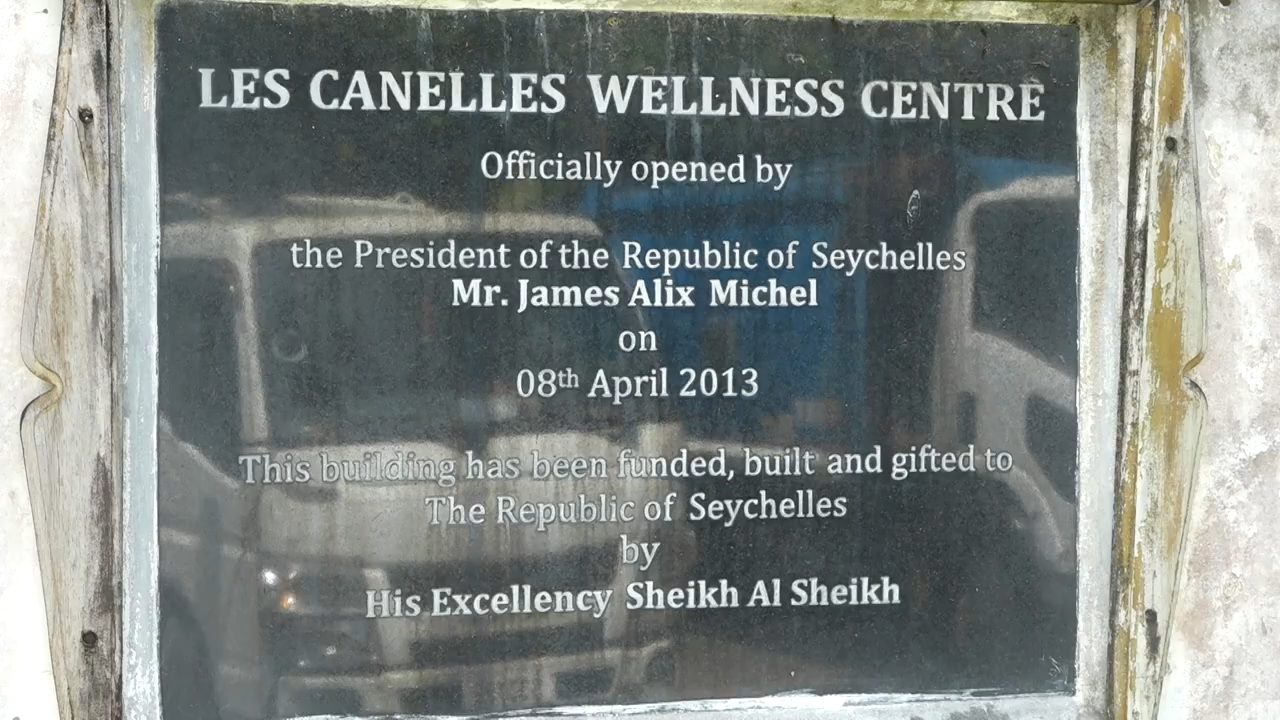 LES CANELLES WELLNESS CENTRE
Officially opened by
the President of the Republic of Seychelles
Mr. James Alix Michel
on
08th April 2013
This building has been funded, built and gifted to
The Republic of Seychelles
by
His Excellency Sheikh Al Sheikh